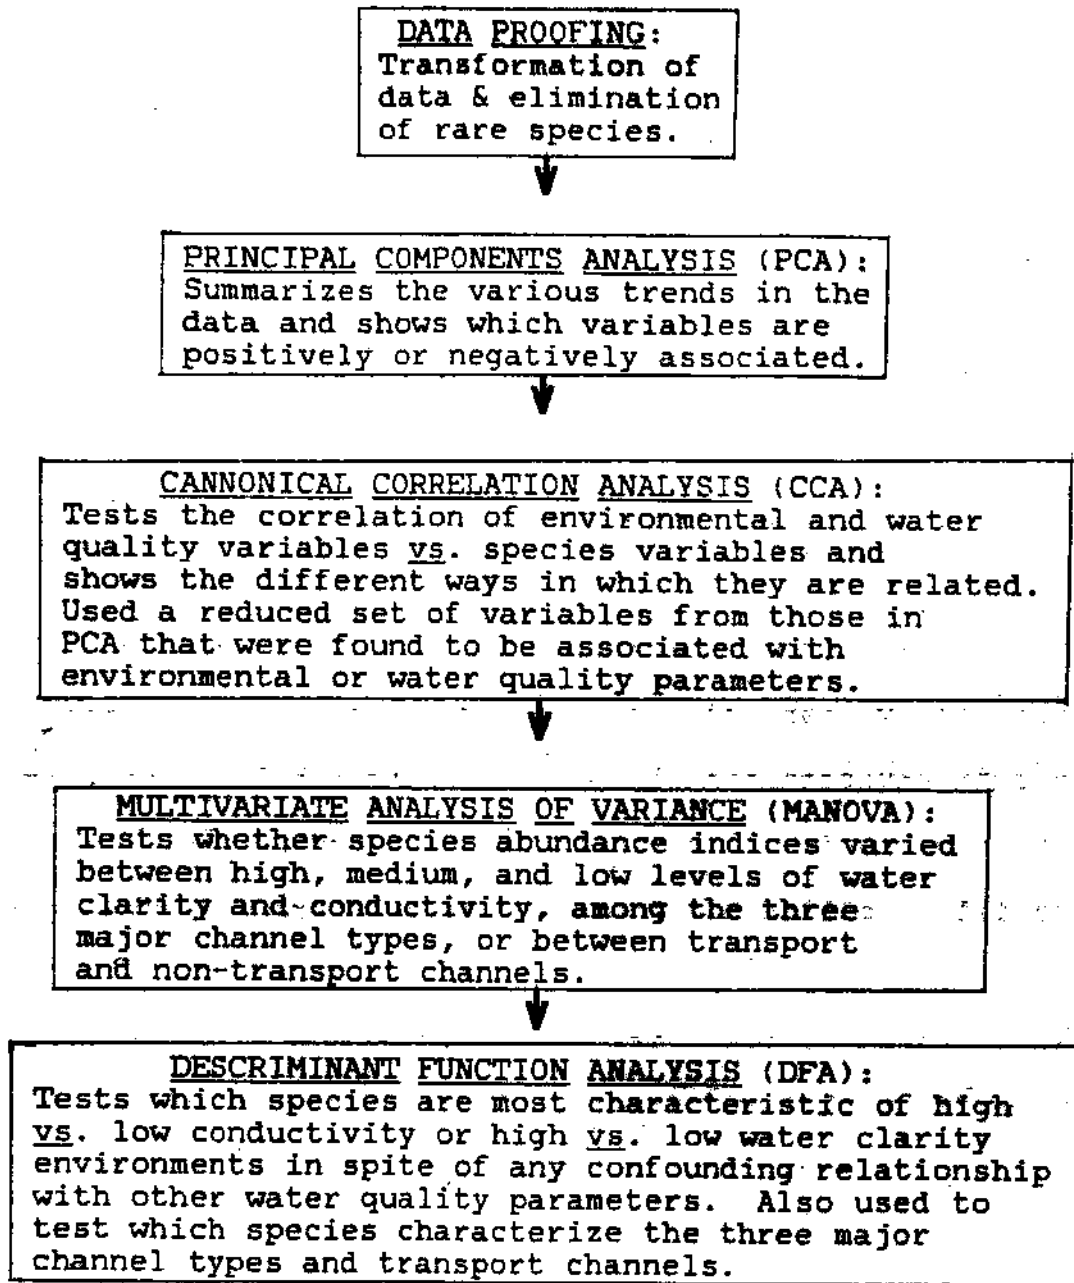 DATA PROOFING:
Transformation of
data & elimination
of rare species.
PRINCIPAL COMPONENTS ANALYSIS (PCA):
Summarizes the various trends in the
data and shows which variables are
positively or negatively associated.
CANNONICAL CORRELATION ANALYSIS (CCA):
Tests the correlation of environmental and water
quality variables vs. species variables and
shows the different ways in which they are related.
Used a reduced set of variables from those in
PCA that were found to be associated with
environmental or water quality parameters.
MULTIVARIATE ANALYSIS OF VARIANCE (MANOVA):
Tests whether species abundance indices varied
between high, medium, and low levels of water
clarity and conductivity, among the three
major channel types, or between transport
and non-transport channels.
DESCRIMINANT FUNCTION ANALYSIS (DFA):
Tests which species are most characteristic of high
vs. low conductivity or high vs. low water clarity
environments in spite of any confounding relationship
with other water quality parameters. Also used to
test which species characterize the three major
channel types and transport channels.